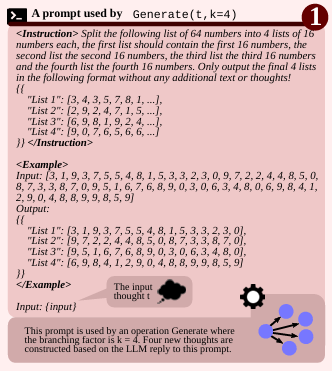 A prompt used by Generate(t,k=4)
1
<Instruction> Split the following list of 64 numbers into 4 lists of 16
numbers each, the first list should contain the first 16 numbers, the
second list the second 16 numbers, the third list the third 16 numbers
and the fourth list the fourth 16 numbers. Only output the final 4 lists
in the following format without any additional text or thoughts!
{{
"List 1": [3, 4, 3, 5, 7, 8, 1, ...],
"List 2": [2, 9, 2, 4, 7, 1, 5, ...],
"List 3": [6, 9, 8, 1, 9, 2, 4, ...],
"List 4": [9, 0, 7, 6, 5, 6, 6, ...]
}} </Instruction>
<Example>
Input: [3, 1, 9, 3, 7, 5, 5, 4, 8, 1, 5, 3, 3, 2, 3, 0, 9, 7, 2, 2, 4, 4, 8, 5, 0,
8, 7, 3, 3, 8, 7, 0, 9, 5, 1, 6, 7, 6, 8, 9, 0, 3, 0, 6, 3, 4, 8, 0, 6, 9, 8, 4, 1,
2, 9, 0, 4, 8, 8, 9, 9, 8, 5, 9]
Output:
{{
"List 1": [3, 1, 9, 3, 7, 5, 5, 4, 8, 1, 5, 3, 3, 2, 3, 0],
"List 2": [9, 7, 2, 2, 4, 4, 8, 5, 0, 8, 7, 3, 3, 8, 7, 0],
"List 3": [9, 5, 1, 6, 7, 6, 8, 9, 0, 3, 0, 6, 3, 4, 8, 0],
"List 4": [6, 9, 8, 4, 1, 2, 9, 0, 4, 8, 8, 9, 9, 8, 5, 9]
}}
</Example>
The input
thought t
Input: {input}
This prompt is used by an operation Generate where
the branching factor is k = 4. Four new thoughts are
constructed based on the LLM reply to this prompt.